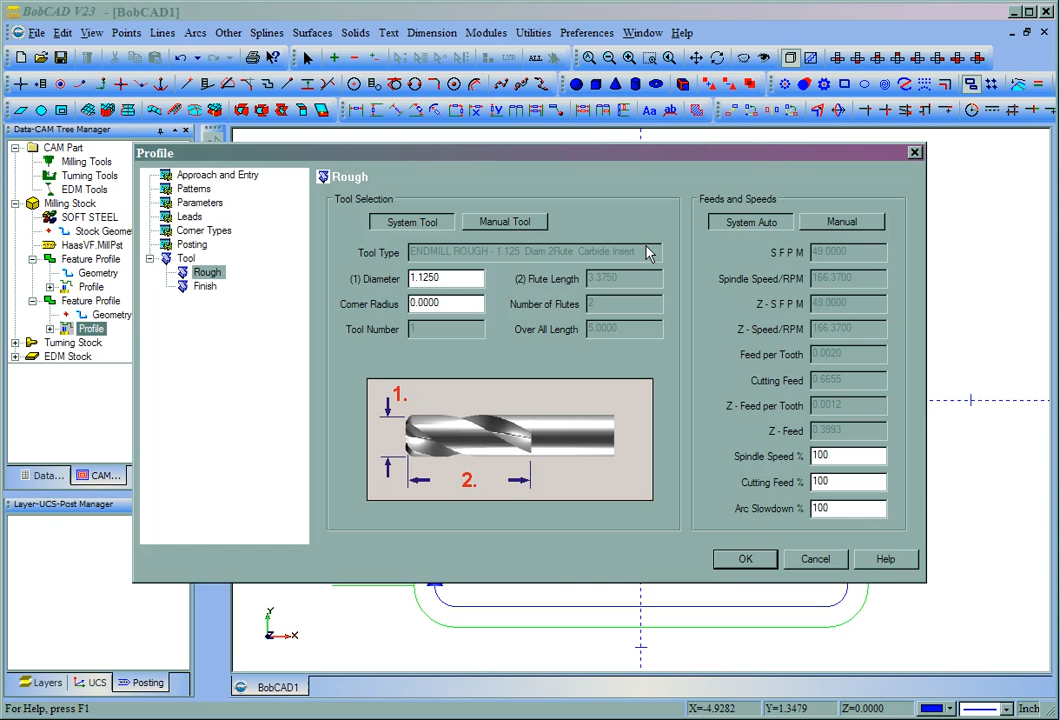 BobCAD V23 - [BobCAD1]
File Edit View Points Lines Arcs Other Splines Surfaces Solids Text Dimension Modules Utilities Preferences Window Help
ALL
Aa ab
Data-CAM Tree Manager
CAM Part
Milling Tools
Turning Tools
EDM Tools
Milling Stock
SOFT STEEL
Stock Geome
HaasVF.MillPst
Feature Profile
Geometry
Profile
Feature Profile
Geometry
Profile
Turning Stock
EDM Stock
Data... CAM...
Layer-UCS-Post Manager
Layers UCS Posting
Profile
Approach and Entry
Patterns
Parameters
Leads
Corner Types
Posting
Tool
Rough
Finish
Rough
Tool Selection
System Tool Manual Tool
Tool Type ENDMILL ROUGH - 1.125 Diam 2Flute Carbide Insert
(1) Diameter 1.1250 (2) Flute Length 3.3750
Corner Radius 0.0000 Number of Flutes 2
Tool Number 1 Over All Length 5.0000
1.
2.
Feeds and Speeds
System Auto Manual
S F P M 49.0000
Spindle Speed/RPM 166.3700
Z - S F P M 49.0000
Z - Speed/RPM 166.3700
Feed per Tooth 0.0020
Cutting Feed 0.6655
Z - Feed per Tooth 0.0012
Z - Feed 0.3993
Spindle Speed % 100
Cutting Feed % 100
Arc Slowdown % 100
OK Cancel Help
Y
Z X
BobCAD1
For Help, press F1 X=-4.9282 Y=1.3479 Z=0.0000 Inch